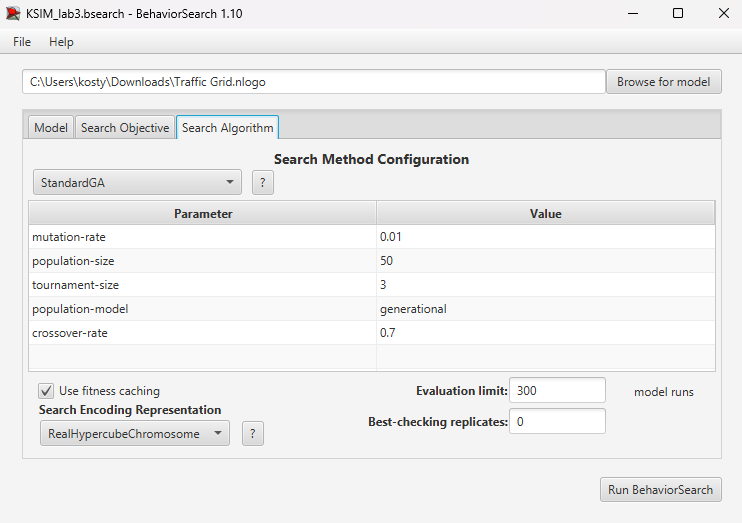 KSIM_lab3.bsearch - BehaviorSearch 1.10
File Help
C:\Users\kosty\Downloads\Traffic Grid.nlogo Browse for model
Model Search Objective Search Algorithm
Search Method Configuration
StandardGA ?
Parameter Value
mutation-rate 0.01
population-size 50
tournament-size 3
population-model generational
crossover-rate 0.7
Use fitness caching Evaluation limit: 300 model runs
Search Encoding Representation
Best-checking replicates: 0
RealHypercubeChromosome ?
Run BehaviorSearch